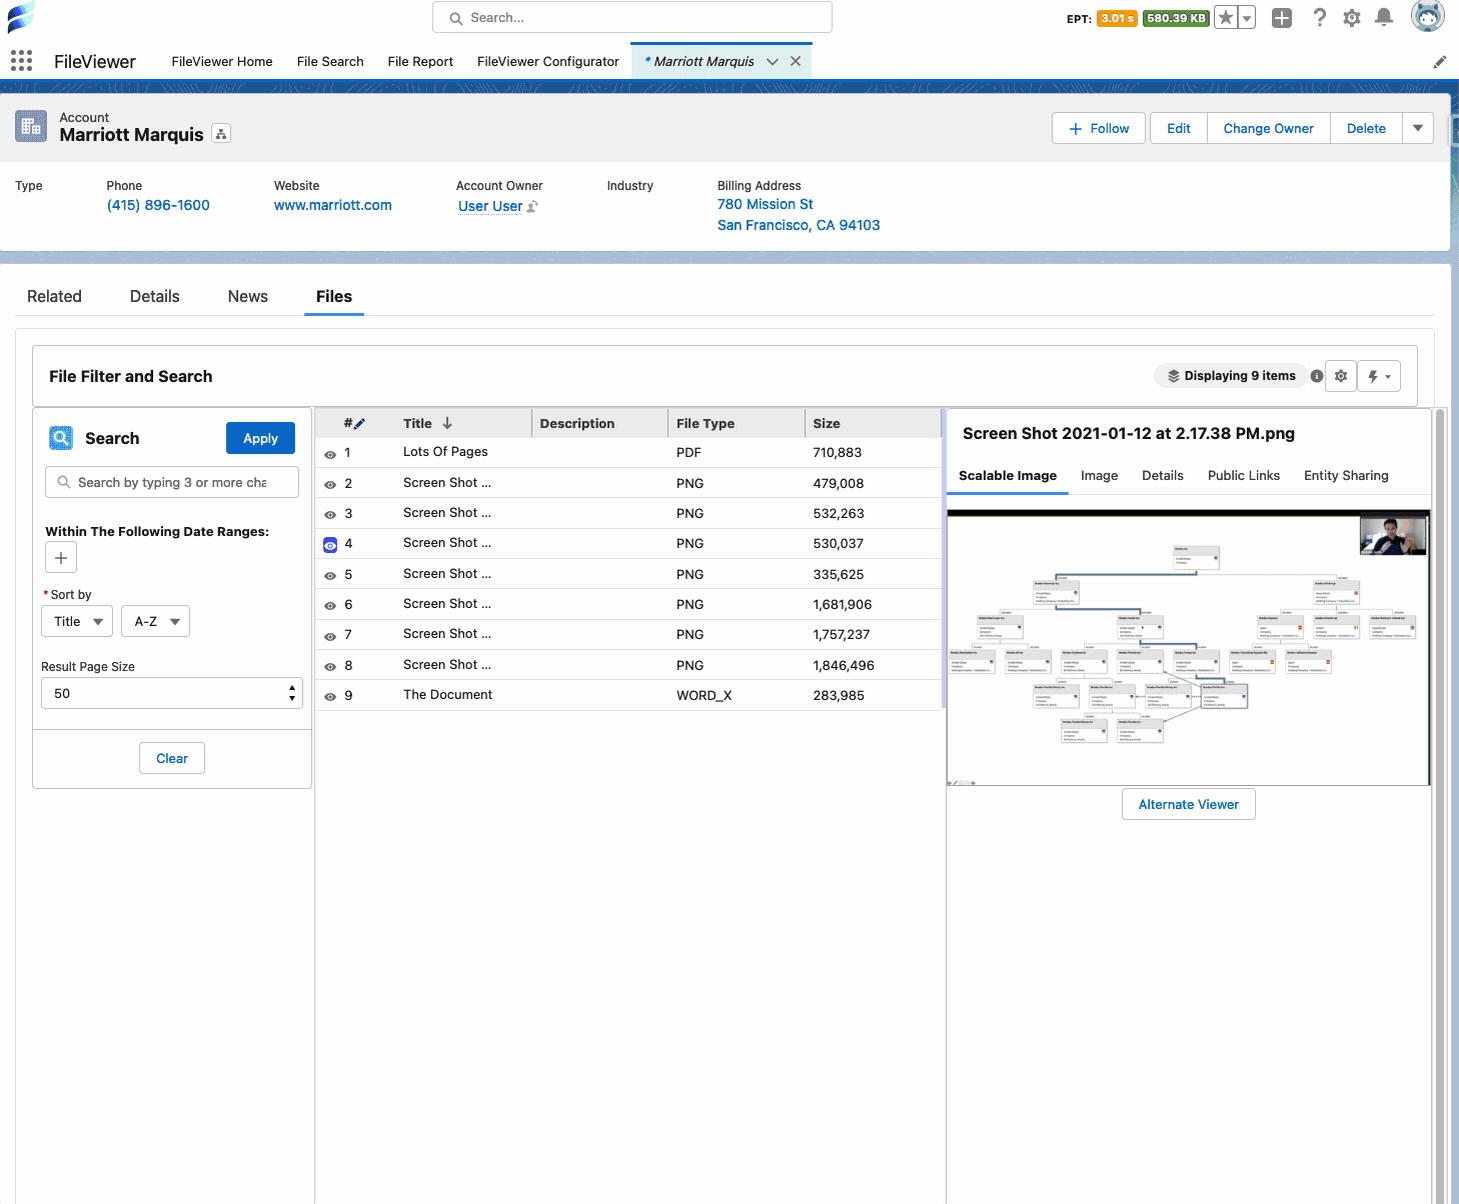 Search...
EPT: 3.01 s 580.39 KB
FileViewer
FileViewer Home
File Search
File Report
FileViewer Configurator
* Marriott Marquis
Account
Marriott Marquis
Follow
Edit
Change Owner
Delete
Type
Phone
(415) 896-1600
Website
www.marriott.com
Account Owner
User User
Industry
Billing Address
780 Mission St
San Francisco, CA 94103
Related
Details
News
Files
File Filter and Search
Displaying 9 items
Search
Apply
Search by typing 3 or more cha
Within The Following Date Ranges:
* Sort by
Title
A-Z
Result Page Size
50
Clear
# Title Description File Type Size
1 Lots Of Pages PDF 710,883
2 Screen Shot ... PNG 479,008
3 Screen Shot ... PNG 532,263
4 Screen Shot ... PNG 530,037
5 Screen Shot ... PNG 335,625
6 Screen Shot ... PNG 1,681,906
7 Screen Shot ... PNG 1,757,237
8 Screen Shot ... PNG 1,846,496
9 The Document WORD_X 283,985
Screen Shot 2021-01-12 at 2.17.38 PM.png
Scalable Image
Image
Details
Public Links
Entity Sharing
Alternate Viewer